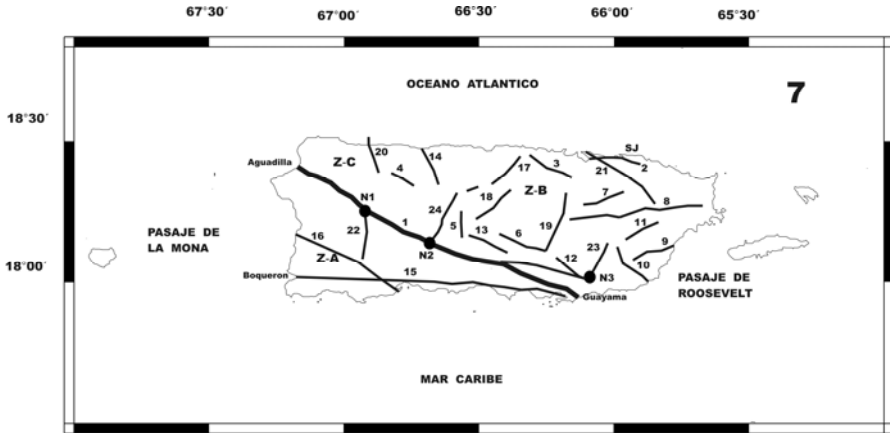 67°30´ 67°00´ 66°30´ 66°00´ 65°30´
OCEANO ATLANTICO
7
18°30´
SJ
20 14 17 3 21 2
Aguadilla Z-C 4
Z-B 7
N1 24 18 8
PASAJE DE
LA MONA
16 22 1 5 13 6 19 11
N2 23 9
18°00´
Z-A 12 10
Boqueron 15 N3
PASAJE DE
ROOSEVELT
Guayama
MAR CARIBE